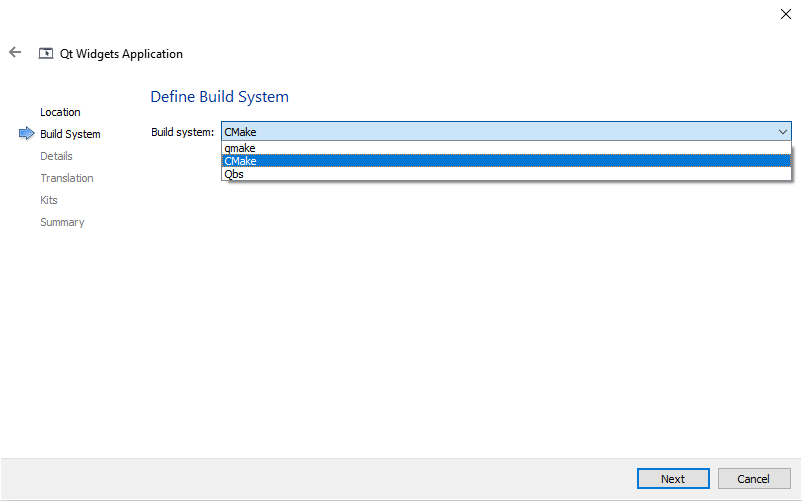 Qt Widgets Application
Define Build System
Location
Build System
Details
Translation
Kits
Summary
Build system: CMake
qmake
CMake
Qbs
Next Cancel